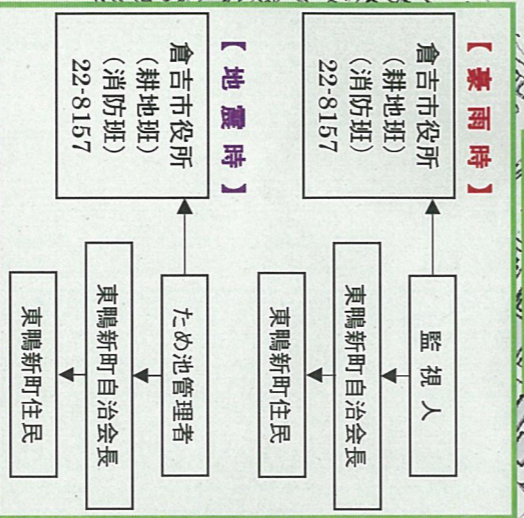 【豪雨時】
倉吉市役所
(耕地班)
(消防班)
22-8157
監視人
東鴨新町自治会長
東鴨新町住民
【地震時】
倉吉市役所
(耕地班)
(消防班)
22-8157
ため池管理者
東鴨新町自治会長
東鴨新町住民